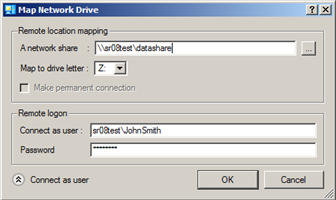 Map Network Drive
Remote location mapping
A network share : \\sr08test\datashare ...
Map to drive letter : Z:
Make permanent connection
Remote logon
Connect as user : sr08test\JohnSmith
Password ********
Connect as user OK Cancel